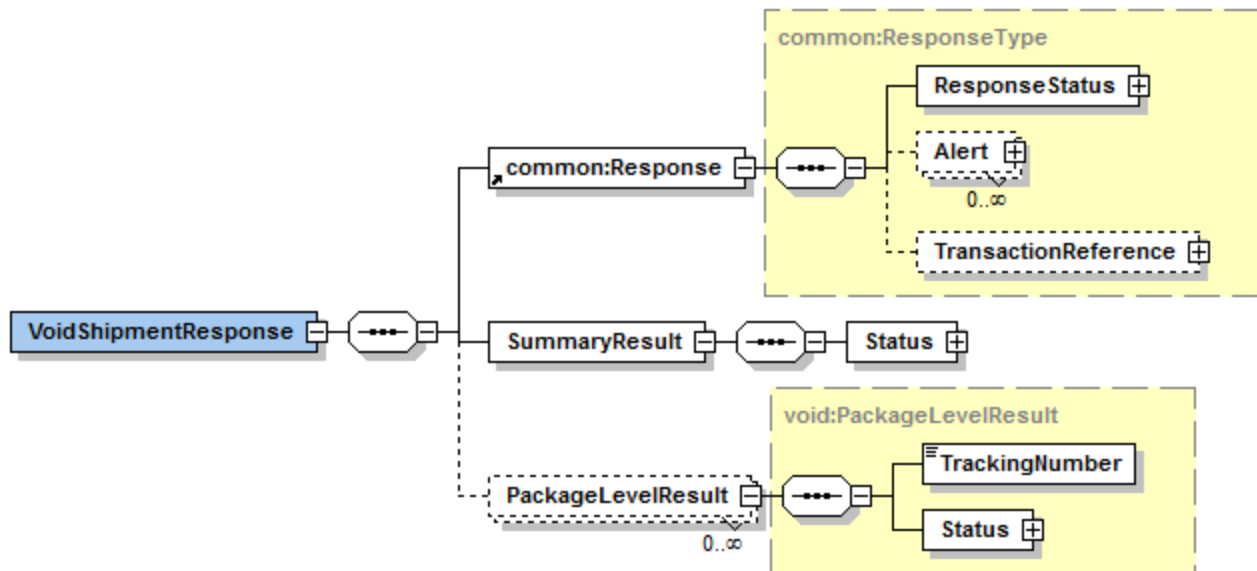 common:ResponseType
ResponseStatus
Alert
0..∞
common:Response
TransactionReference
VoidShipmentResponse
SummaryResult
Status
void:PackageLevelResult
TrackingNumber
PackageLevelResult
0..∞
Status